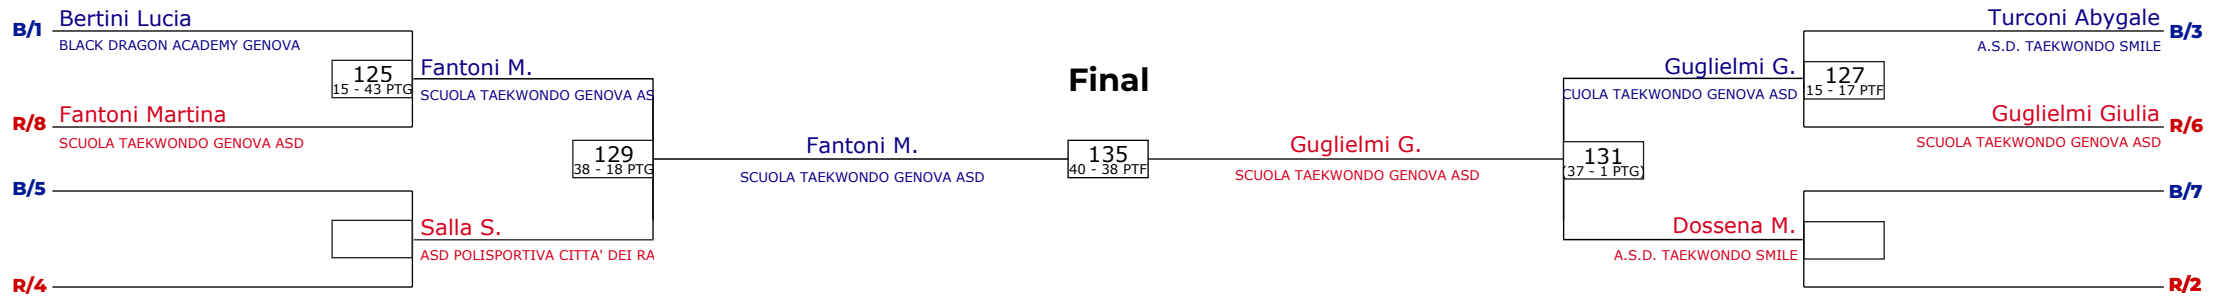 B/1
Bertini Lucia
BLACK DRAGON ACADEMY GENOVA
125
15 - 43 PTG
R/8
Fantoni Martina
SCUOLA TAEKWONDO GENOVA ASD
Fantoni M.
SCUOLA TAEKWONDO GENOVA AS
129
38 - 18 PTG
B/5
R/4
Salla S.
ASD POLISPORTIVA CITTA' DEI RA
Final
Fantoni M.
SCUOLA TAEKWONDO GENOVA ASD
135
40 - 38 PTF
Guglielmi G.
SCUOLA TAEKWONDO GENOVA ASD
Guglielmi G.
CUOLA TAEKWONDO GENOVA ASD
131
(37 - 1 PTG)
Dossena M.
A.S.D. TAEKWONDO SMILE
Turconi Abygale
B/3
A.S.D. TAEKWONDO SMILE
127
15 - 17 PTF
Guglielmi Giulia
R/6
SCUOLA TAEKWONDO GENOVA ASD
B/7
R/2